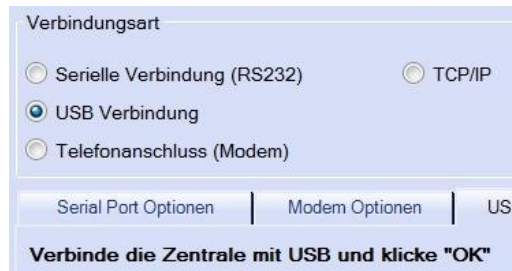 Verbindungsart
Serielle Verbindung (RS232) TCP/IP
USB Verbindung
Telefonanschluss (Modem)
Serial Port Optionen Modem Optionen US
Verbinde die Zentrale mit USB und klicke "OK"